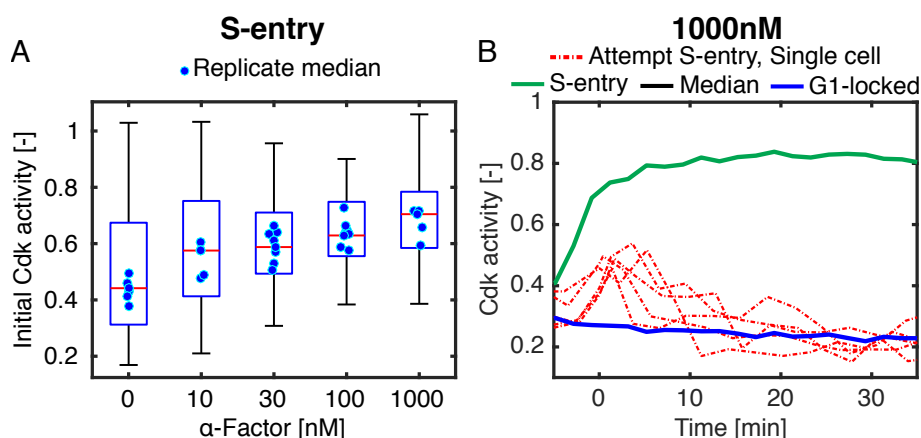 S-entry
A
Replicate median
Initial Cdk activity [-]
1
0.8
0.6
0.4
0.2
0 10 30 100 1000
α-Factor [nM]
1000nM
B
Attempt S-entry, Single cell
S-entry Median G1-locked
Cdk activity [-]
1
0.8
0.6
0.4
0.2
0 10 20 30
Time [min]